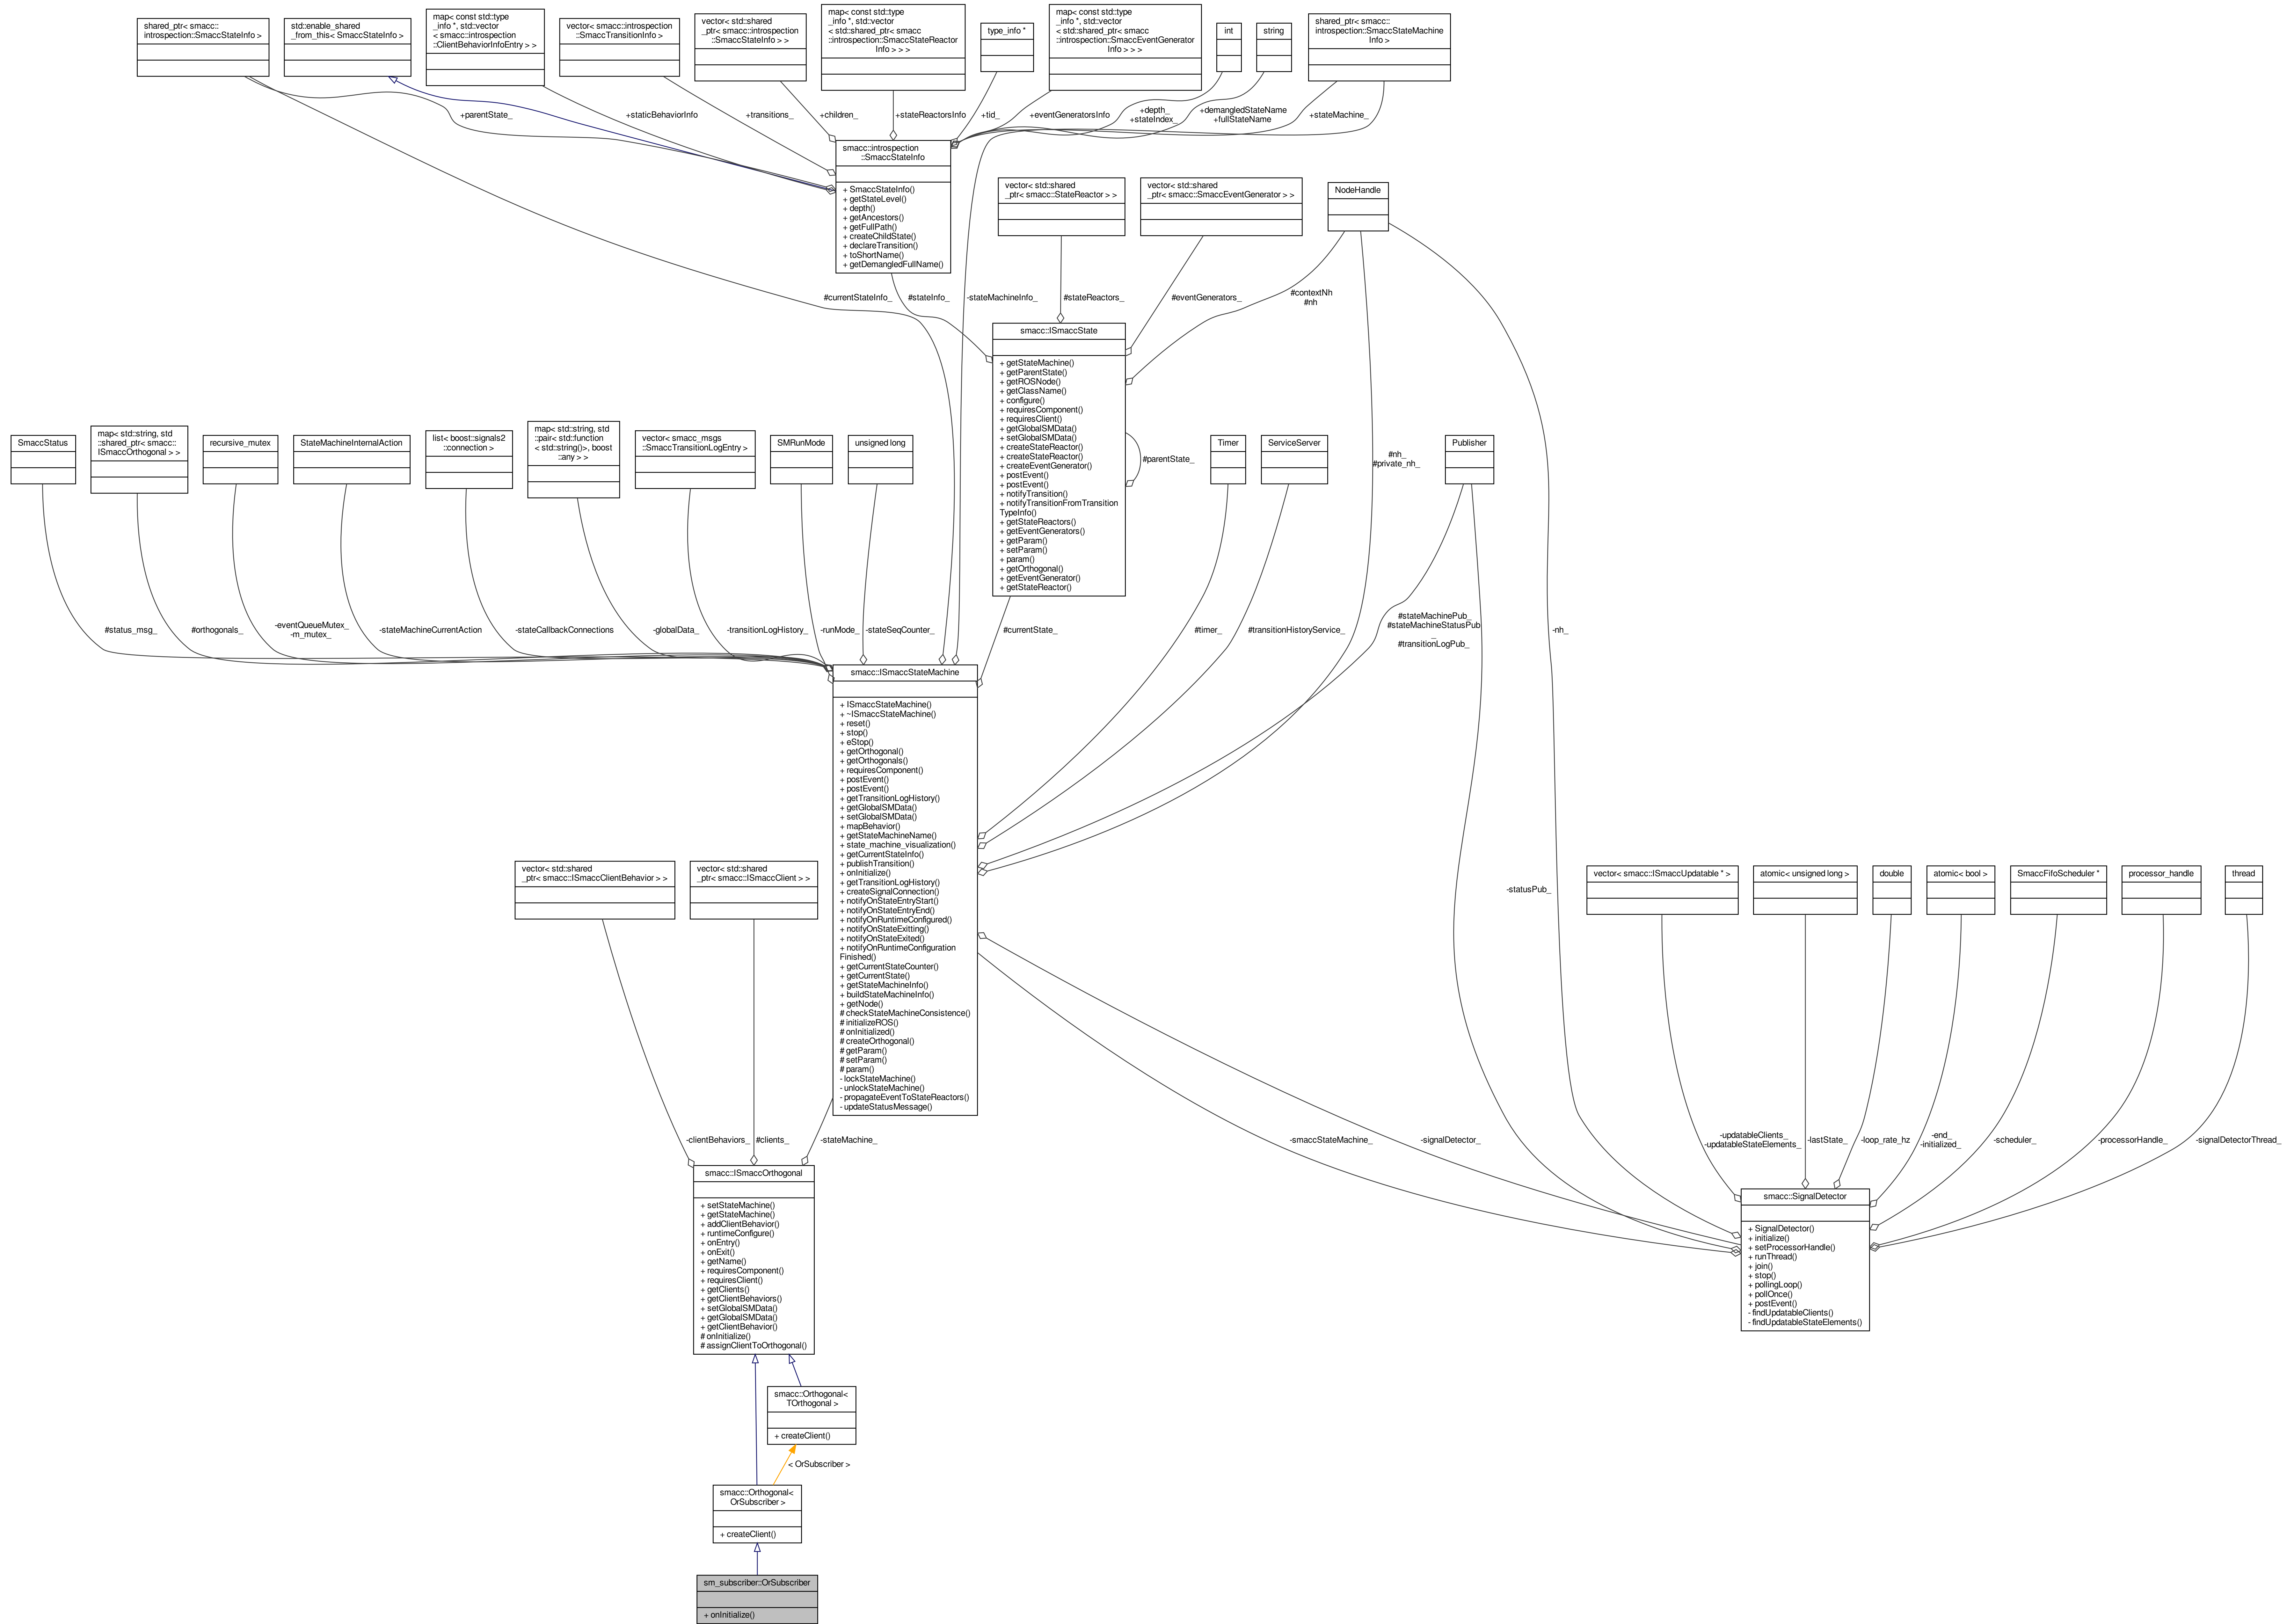 shared_ptr< smacc::
introspection::SmaccStateInfo >
std::enable_shared
_from_this< SmaccStateInfo >
map< const std::type
_info *, std::vector
< smacc::introspection
::ClientBehaviorInfoEntry > >
vector< smacc::introspection
::SmaccTransitionInfo >
vector< std::shared
_ptr< smacc::introspection
::SmaccStateInfo > >
map< const std::type
_info *, std::vector
< std::shared_ptr< smacc
::introspection::SmaccStateReactor
Info > > >
type_info *
map< const std::type
_info *, std::vector
< std::shared_ptr< smacc
::introspection::SmaccEventGenerator
Info > > >
int
string
shared_ptr< smacc::
introspection::SmaccStateMachine
Info >
+parentState_
+staticBehaviorInfo
+transitions_
+children_
+stateReactorsInfo
+tid_
+eventGeneratorsInfo
+depth_
+stateIndex_
+demangledStateName
+fullStateName
+stateMachine_
smacc::introspection
::SmaccStateInfo
+ SmaccStateInfo()
+ getStateLevel()
+ depth()
+ getAncestors()
+ getFullPath()
+ createChildState()
+ declareTransition()
+ toShortName()
+ getDemangledFullName()
vector< std::shared
_ptr< smacc::StateReactor > >
vector< std::shared
_ptr< smacc::SmaccEventGenerator > >
NodeHandle
#currentStateInfo_
#stateInfo_
-stateMachineInfo_
#stateReactors_
#eventGenerators_
#contextNh
#nh
smacc::ISmaccState
+ getStateMachine()
+ getParentState()
+ getROSNode()
+ getClassName()
+ configure()
+ requiresComponent()
+ requiresClient()
+ getGlobalSMData()
+ setGlobalSMData()
+ createStateReactor()
+ createStateReactor()
+ createEventGenerator()
+ postEvent()
+ postEvent()
+ notifyTransition()
+ notifyTransitionFromTransition
TypeInfo()
+ getStateReactors()
+ getEventGenerators()
+ getParam()
+ setParam()
+ param()
+ getOrthogonal()
+ getEventGenerator()
+ getStateReactor()
#parentState_
SmaccStatus
map< std::string, std
::shared_ptr< smacc::
ISmaccOrthogonal > >
recursive_mutex
StateMachineInternalAction
list< boost::signals2
::connection >
map< std::string, std
::pair< std::function
< std::string()>, boost
::any > >
vector< smacc_msgs
::SmaccTransitionLogEntry >
SMRunMode
unsigned long
Timer
ServiceServer
Publisher
#nh_
#private_nh_
#status_msg_
#orthogonals_
-eventQueueMutex_
-m_mutex_
-stateMachineCurrentAction
-stateCallbackConnections
-globalData_
-transitionLogHistory_
-runMode_
-stateSeqCounter_
#currentState_
#timer_
#transitionHistoryService_
#stateMachinePub_
#stateMachineStatusPub
_
#transitionLogPub_
-nh_
smacc::ISmaccStateMachine
+ ISmaccStateMachine()
+ ~ISmaccStateMachine()
+ reset()
+ stop()
+ eStop()
+ getOrthogonal()
+ getOrthogonals()
+ requiresComponent()
+ postEvent()
+ postEvent()
+ getTransitionLogHistory()
+ getGlobalSMData()
+ setGlobalSMData()
+ mapBehavior()
+ getStateMachineName()
+ state_machine_visualization()
+ getCurrentStateInfo()
+ publishTransition()
+ onInitialize()
+ getTransitionLogHistory()
+ createSignalConnection()
+ notifyOnStateEntryStart()
+ notifyOnStateEntryEnd()
+ notifyOnRuntimeConfigured()
+ notifyOnStateExitting()
+ notifyOnStateExited()
+ notifyOnRuntimeConfiguration
Finished()
+ getCurrentStateCounter()
+ getCurrentState()
+ getStateMachineInfo()
+ buildStateMachineInfo()
+ getNode()
# checkStateMachineConsistence()
# initializeROS()
# onInitialized()
# createOrthogonal()
# getParam()
# setParam()
# param()
- lockStateMachine()
- unlockStateMachine()
- propagateEventToStateReactors()
- updateStatusMessage()
vector< std::shared
_ptr< smacc::ISmaccClientBehavior > >
vector< std::shared
_ptr< smacc::ISmaccClient > >
-statusPub_
vector< smacc::ISmaccUpdatable * >
atomic< unsigned long >
double
atomic< bool >
SmaccFifoScheduler *
processor_handle
thread
-clientBehaviors_
#clients_
-stateMachine_
-smaccStateMachine_
-signalDetector_
-updatableClients_
-updatableStateElements_
-lastState_
-loop_rate_hz
-end_
-initialized_
-scheduler_
-processorHandle_
-signalDetectorThread_
smacc::ISmaccOrthogonal
+ setStateMachine()
+ getStateMachine()
+ addClientBehavior()
+ runtimeConfigure()
+ onEntry()
+ onExit()
+ getName()
+ requiresComponent()
+ requiresClient()
+ getClients()
+ getClientBehaviors()
+ setGlobalSMData()
+ getGlobalSMData()
+ getClientBehavior()
# onInitialize()
# assignClientToOrthogonal()
smacc::SignalDetector
+ SignalDetector()
+ initialize()
+ setProcessorHandle()
+ runThread()
+ join()
+ stop()
+ pollingLoop()
+ pollOnce()
+ postEvent()
- findUpdatableClients()
- findUpdatableStateElements()
smacc::Orthogonal<
TOrthogonal >
+ createClient()
< OrSubscriber >
smacc::Orthogonal<
OrSubscriber >
+ createClient()
sm_subscriber::OrSubscriber
+ onInitialize()